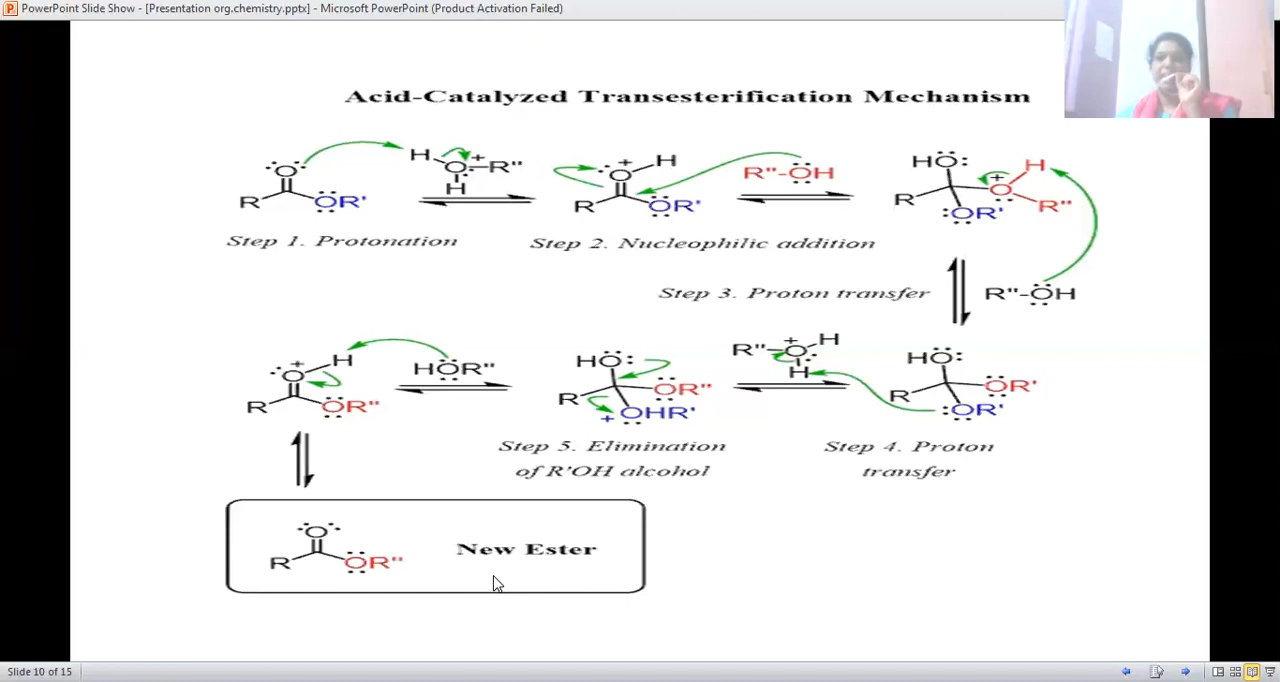 PowerPoint Slide Show - [Presentation org.chemistry.pptx] - Microsoft PowerPoint (Product Activation Failed)
Acid-Catalyzed Transesterification Mechanism
O R OR' H O + R" H
O + H R OR' R"-OH
HO R OR' O + H R"
Step 1. Protonation
Step 2. Nucleophilic addition
Step 3. Proton transfer
R"-OH
O + H R OR" HOR"
HO R OR" OHR' +
R" O + H H
HO R OR' OR'
Step 5. Elimination
of R'OH alcohol
Step 4. Proton
transfer
O R OR"
New Ester
Slide 10 of 15